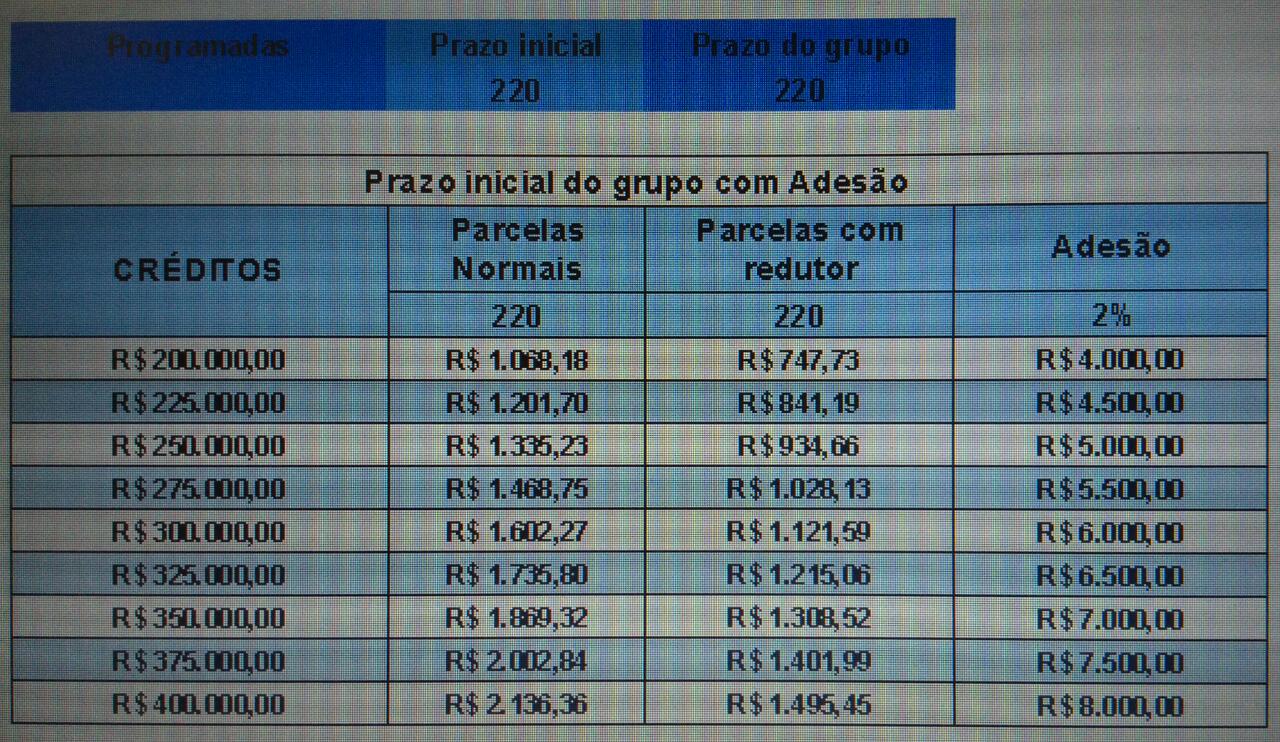 Programadas Prazo inicial Prazo do grupo
220 220
Prazo inicial do grupo com Adesão
CRÉDITOS Parcelas Normais Parcelas com redutor Adesão
220 220 2%
R$ 200.000,00 R$ 1.068,18 R$ 747,73 R$ 4.000,00
R$ 225.000,00 R$ 1.201,70 R$ 841,19 R$ 4.500,00
R$ 250.000,00 R$ 1.335,23 R$ 934,66 R$ 5.000,00
R$ 275.000,00 R$ 1.468,75 R$ 1.028,13 R$ 5.500,00
R$ 300.000,00 R$ 1.602,27 R$ 1.121,59 R$ 6.000,00
R$ 325.000,00 R$ 1.735,80 R$ 1.215,06 R$ 6.500,00
R$ 350.000,00 R$ 1.869,32 R$ 1.308,52 R$ 7.000,00
R$ 375.000,00 R$ 2.002,84 R$ 1.401,99 R$ 7.500,00
R$ 400.000,00 R$ 2.136,36 R$ 1.495,45 R$ 8.000,00